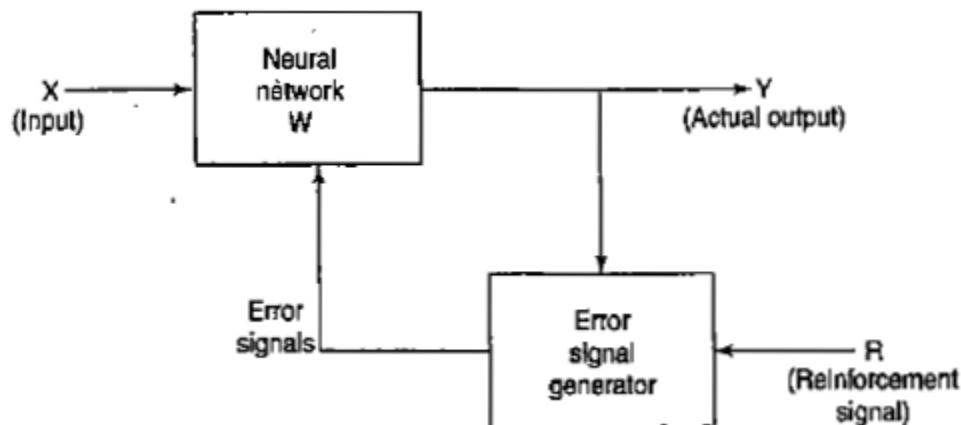 Neural
network
W
X
(Input)
Y
(Actual output)
Error
signals
Error
signal
generator
R
(Reinforcement
signal)